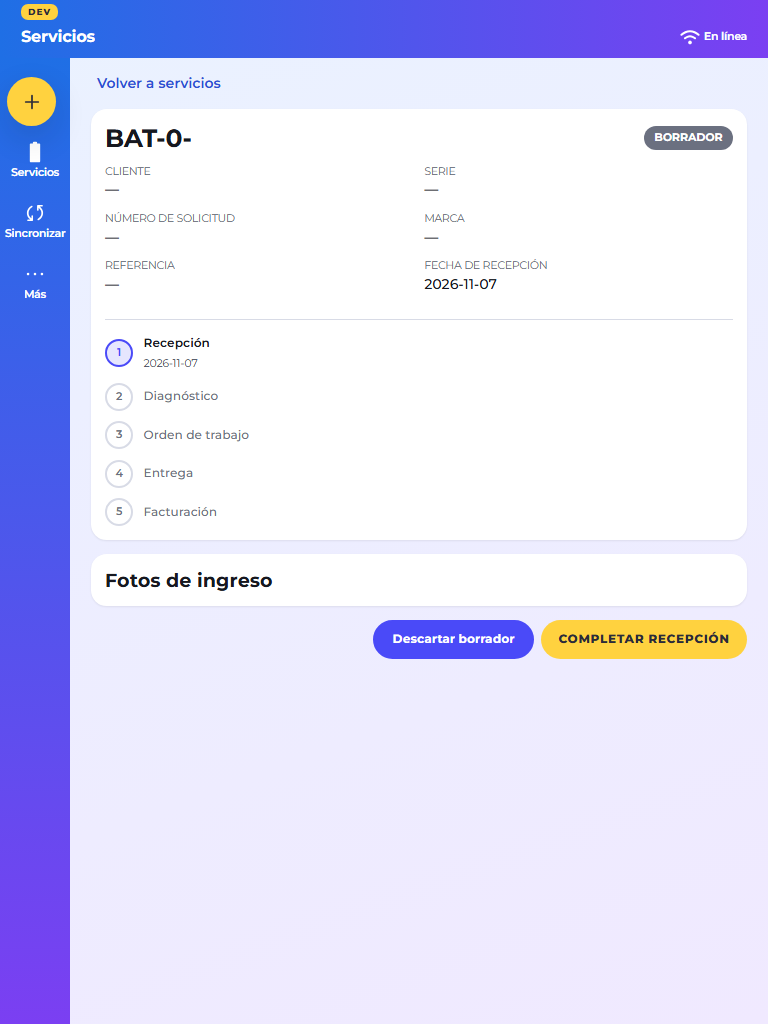 DEV
Servicios
En línea
Servicios
Sincronizar
Más
Volver a servicios
BAT-0-
BORRADOR
CLIENTE
—
SERIE
—
NÚMERO DE SOLICITUD
—
MARCA
—
REFERENCIA
—
FECHA DE RECEPCIÓN
2026-11-07
1
Recepción
2026-11-07
2
Diagnóstico
3
Orden de trabajo
4
Entrega
5
Facturación
Fotos de ingreso
Descartar borrador
COMPLETAR RECEPCIÓN